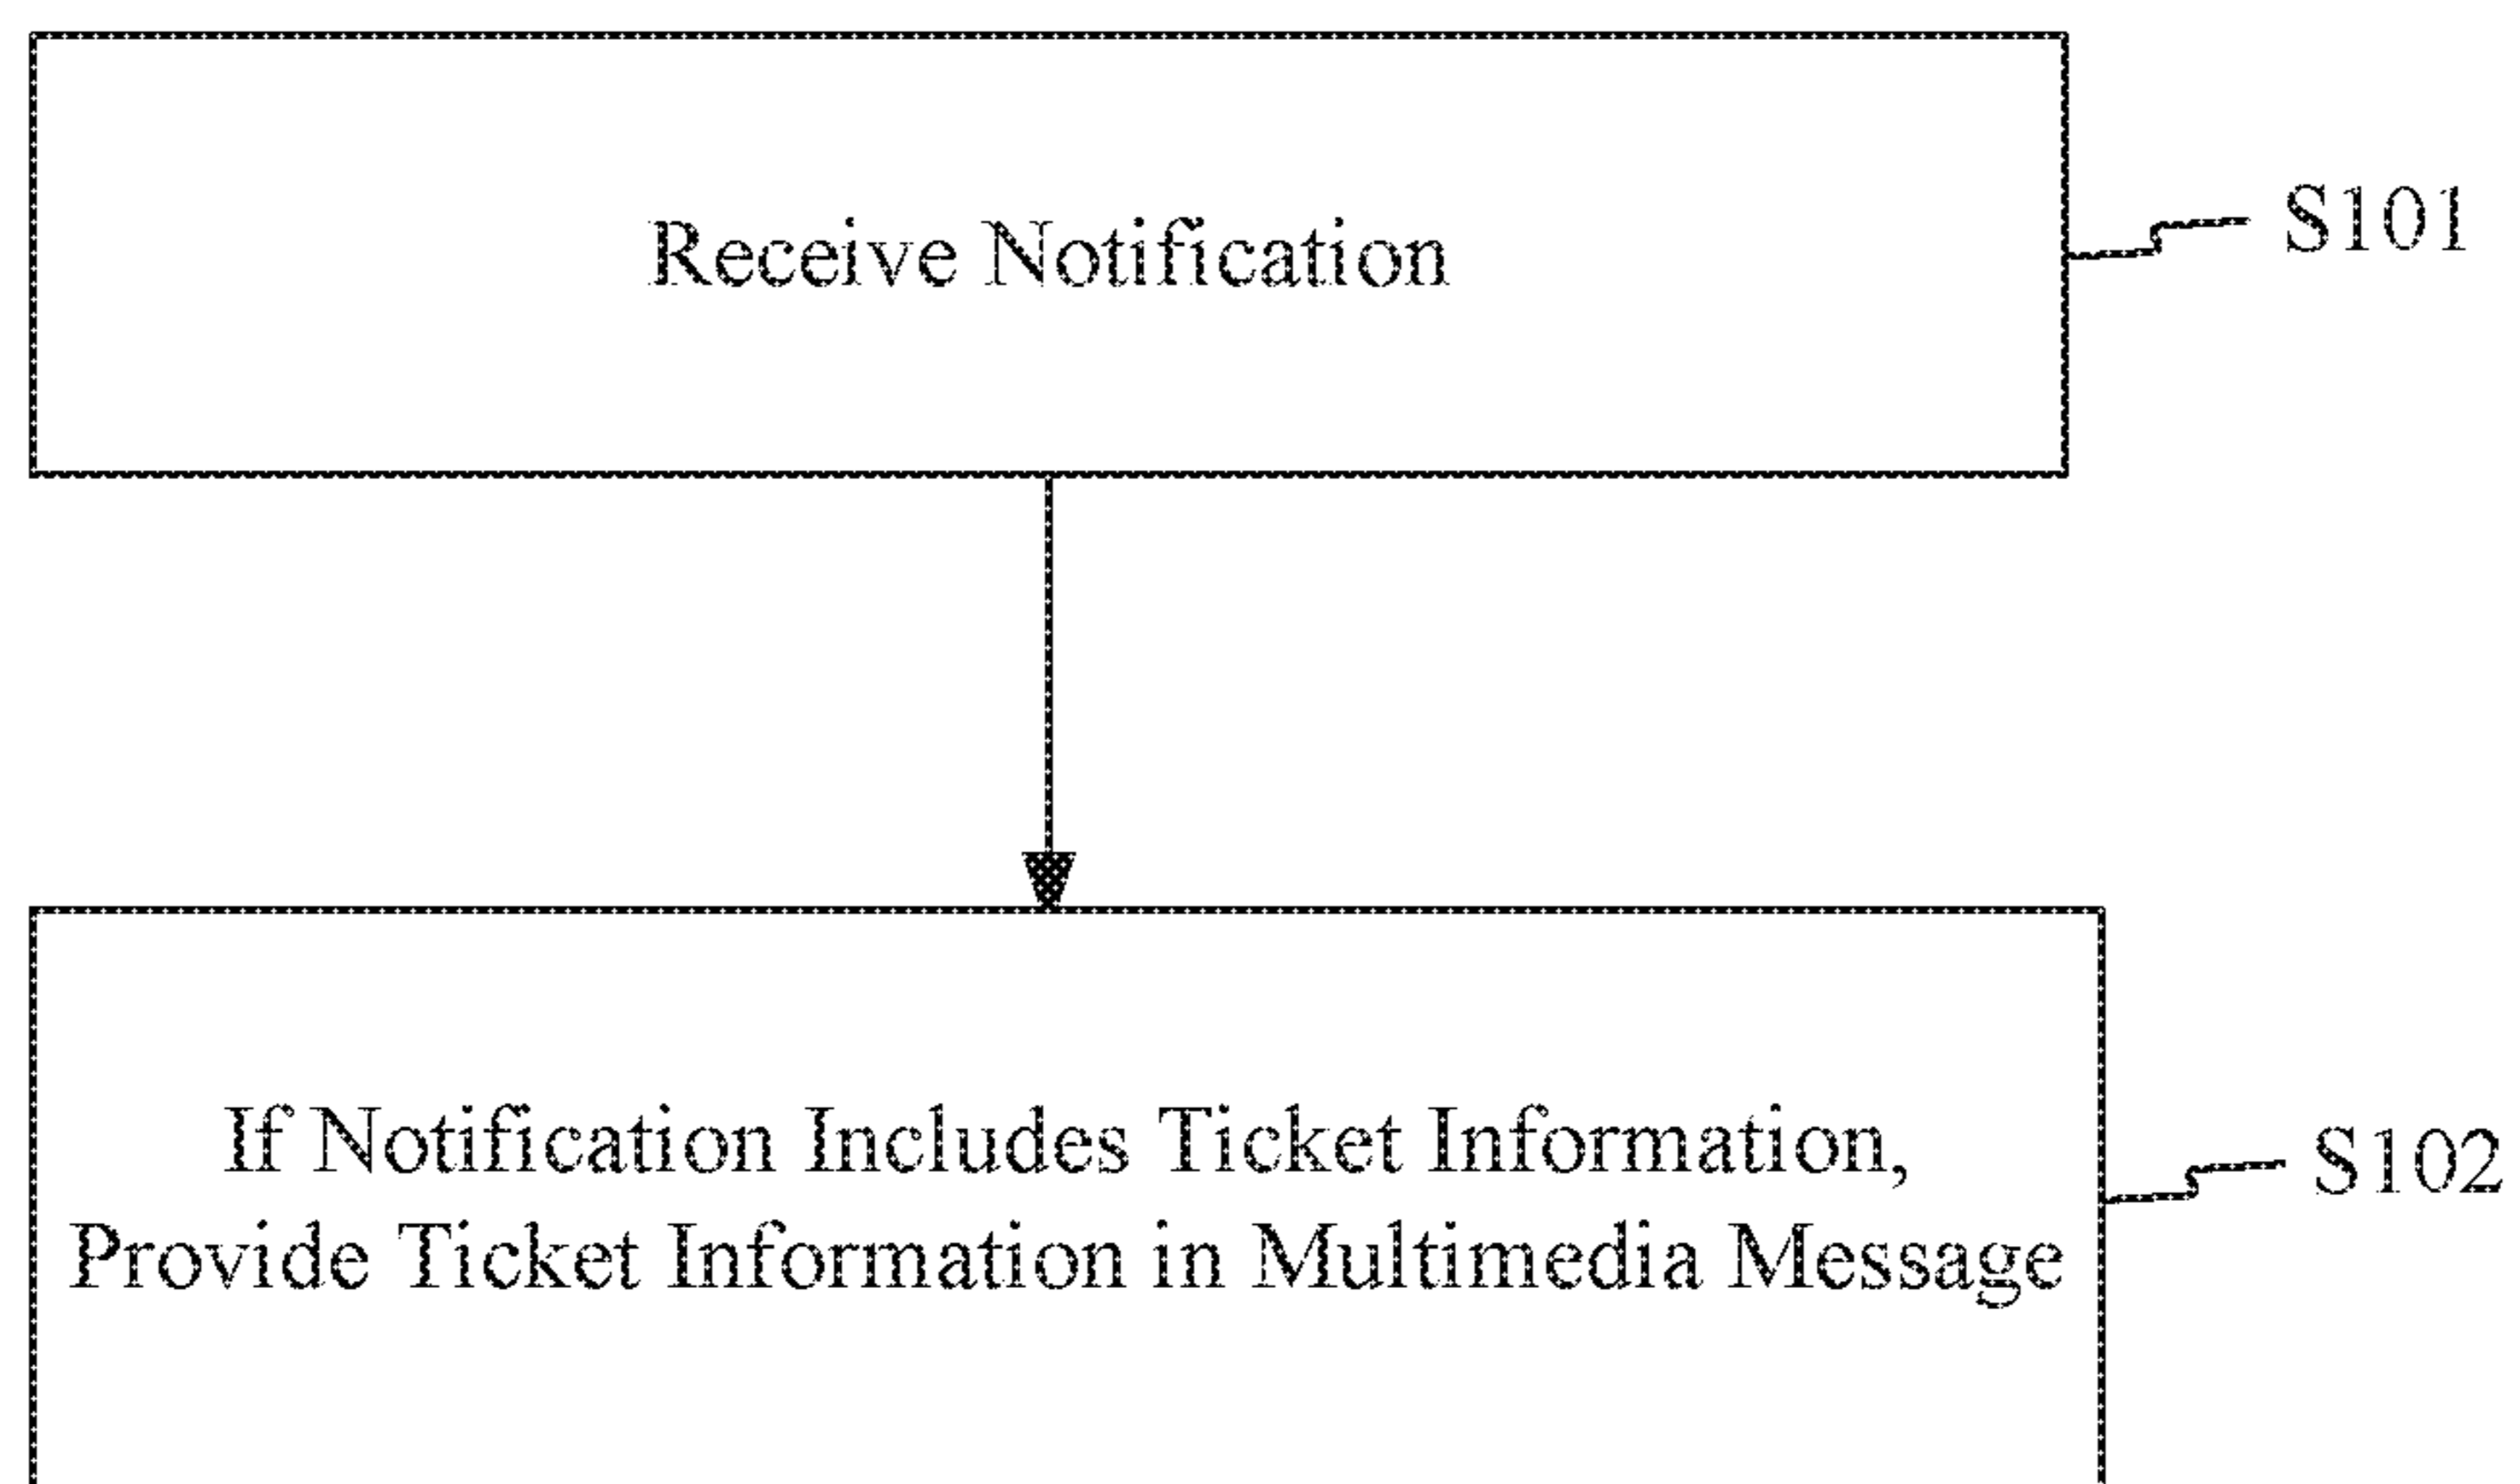 Receive Notification
S101
If Notification Includes Ticket Information,
Provide Ticket Information in Multimedia Message
S102